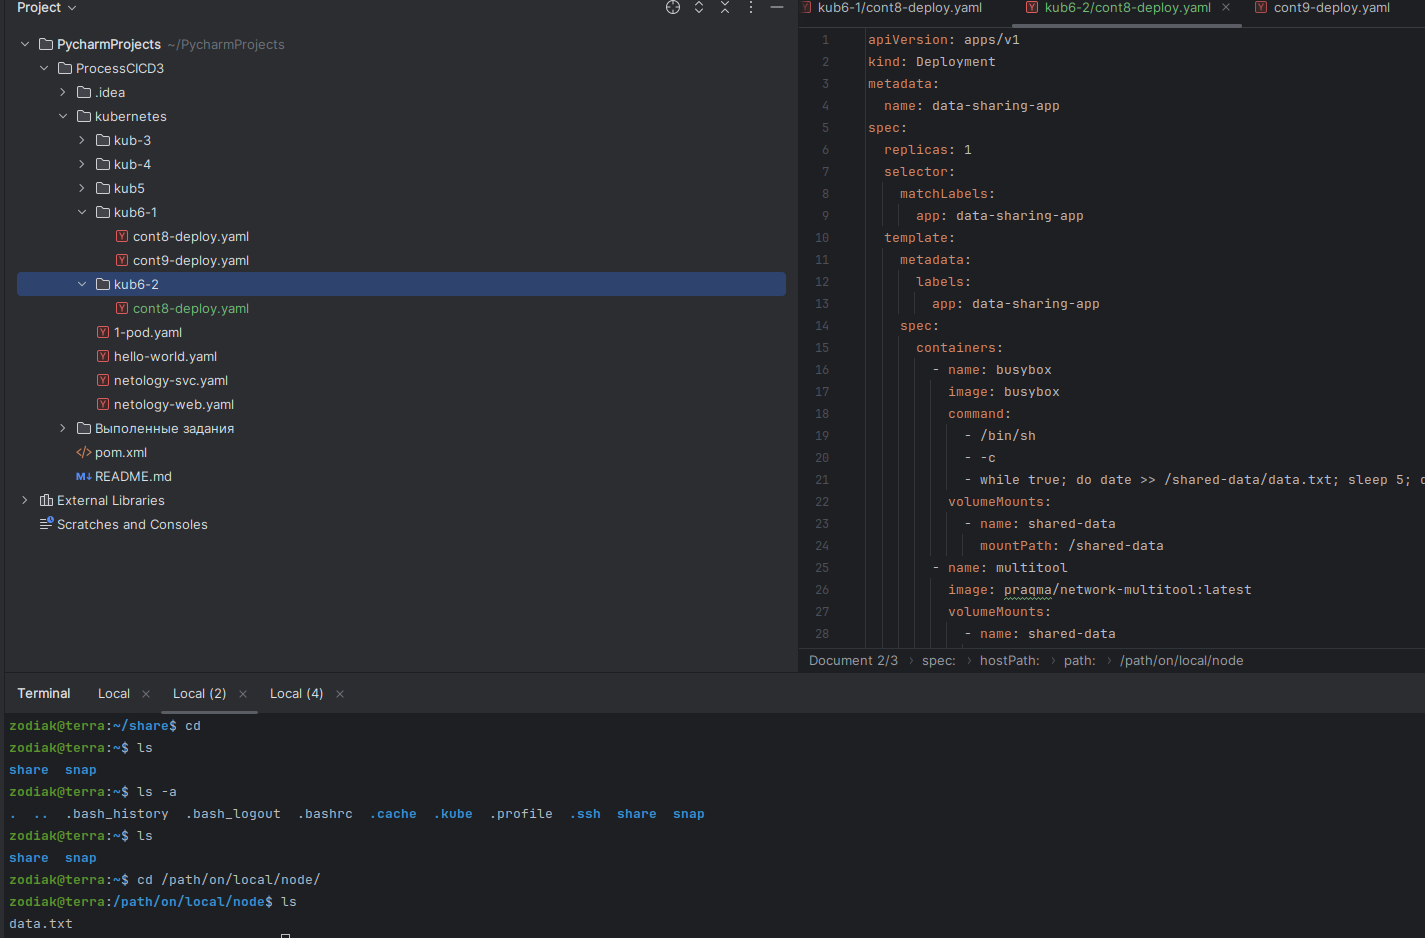 Project
PycharmProjects ~/PycharmProjects
ProcessCICD3
.idea
kubernetes
kub-3
kub-4
kub5
kub6-1
cont8-deploy.yaml
cont9-deploy.yaml
kub6-2
cont8-deploy.yaml
1-pod.yaml
hello-world.yaml
netology-svc.yaml
netology-web.yaml
Выполенные задания
pom.xml
README.md
External Libraries
Scratches and Consoles
kub6-1/cont8-deploy.yaml kub6-2/cont8-deploy.yaml cont9-deploy.yaml
1 apiVersion: apps/v1
2 kind: Deployment
3 metadata:
4 name: data-sharing-app
5 spec:
6 replicas: 1
7 selector:
8 matchLabels:
9 app: data-sharing-app
10 template:
11 metadata:
12 labels:
13 app: data-sharing-app
14 spec:
15 containers:
16 - name: busybox
17 image: busybox
18 command:
19 - /bin/sh
20 - -c
21 - while true; do date >> /shared-data/data.txt; sleep 5;
22 volumeMounts:
23 - name: shared-data
24 mountPath: /shared-data
25 - name: multitool
26 image: praqma/network-multitool:latest
27 volumeMounts:
28 - name: shared-data
Document 2/3 › spec: › hostPath: › path: › /path/on/local/node
Terminal Local Local (2) Local (4)
zodiak@terra:~/share$ cd
zodiak@terra:~$ ls
share snap
zodiak@terra:~$ ls -a
. .. .bash_history .bash_logout .bashrc .cache .kube .profile .ssh share snap
zodiak@terra:~$ ls
share snap
zodiak@terra:~$ cd /path/on/local/node/
zodiak@terra:/path/on/local/node$ ls
data.txt